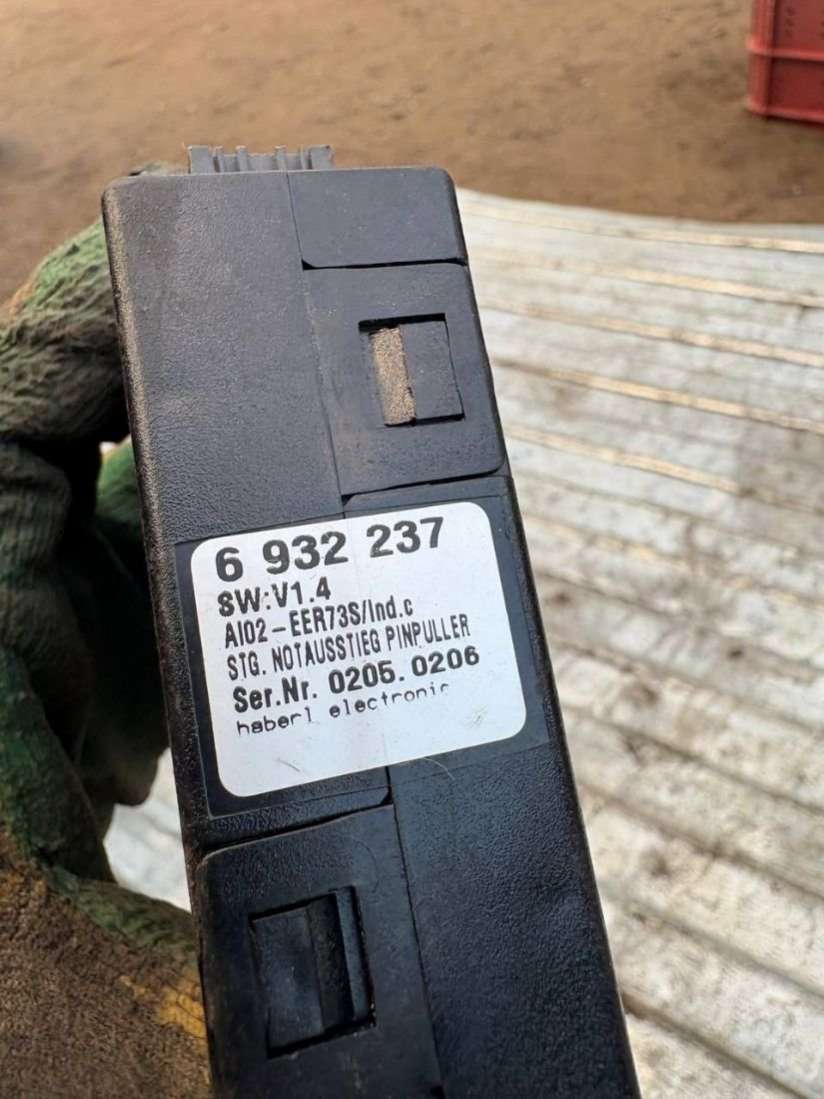 6 932 237
SW:V1.4
AI02-EER73S/Ind.c
STG. NOTAUSSTIEG PINPULLER
Ser.Nr. 0205. 0206
haberl electronic